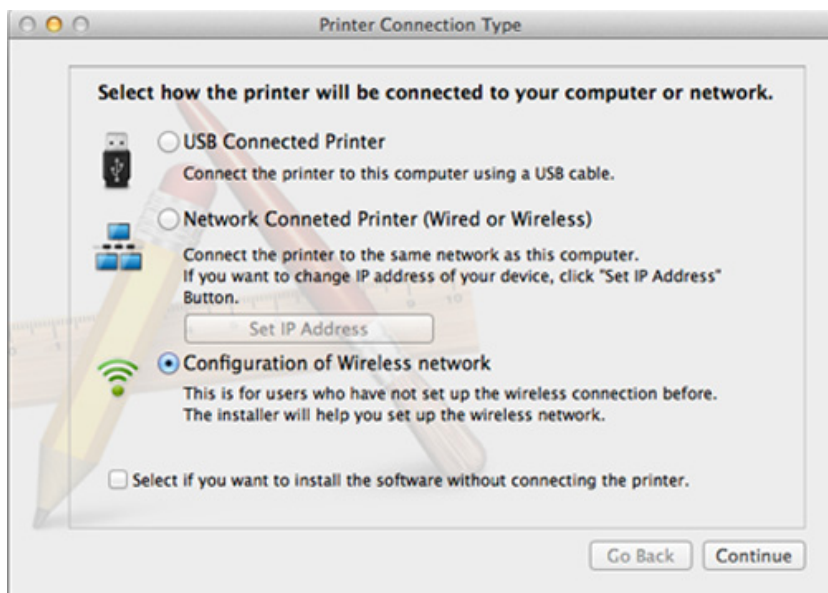 Printer Connection Type
Select how the printer will be connected to your computer or network.
USB Connected Printer
Connect the printer to this computer using a USB cable.
Network Conneted Printer (Wired or Wireless)
Connect the printer to the same network as this computer.
If you want to change IP address of your device, click "Set IP Address"
Button.
Set IP Address
Configuration of Wireless network
This is for users who have not set up the wireless connection before.
The installer will help you set up the wireless network.
Select if you want to install the software without connecting the printer.
Go Back
Continue